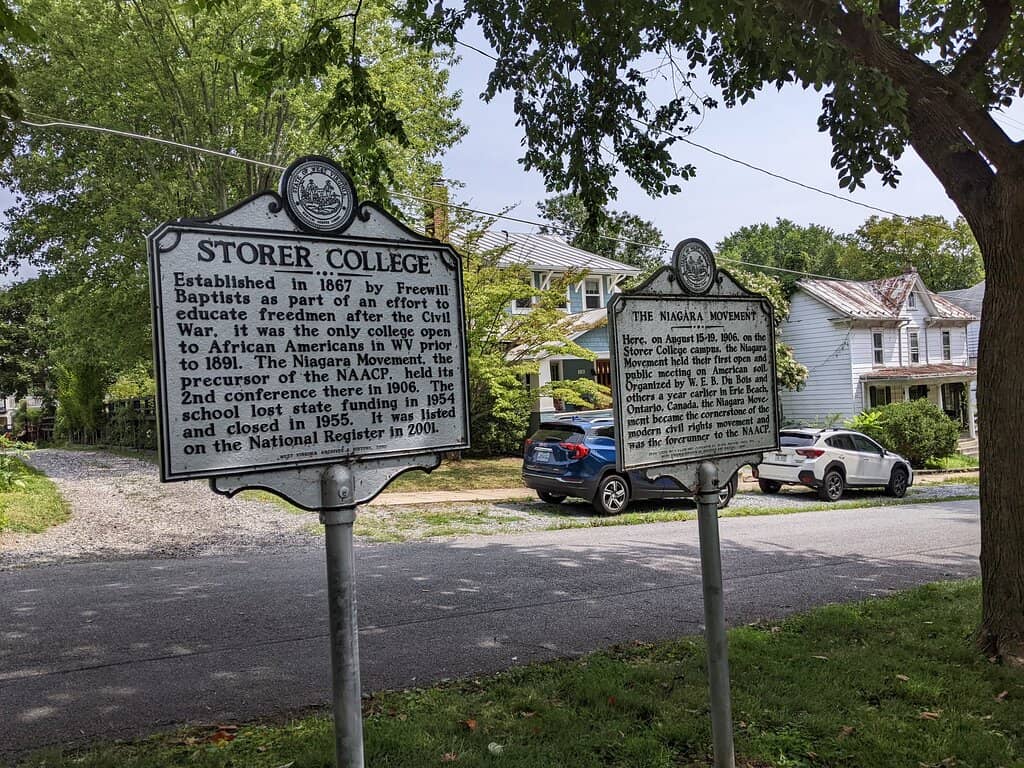 STORER COLLEGE
Established in 1867 by Freewill
Baptists as part of an effort to
educate freedmen after the Civil
War, it was the only college open
to African Americans in WV prior
to 1891. The Niagara Movement, the
precursor of the NAACP, held its
2nd conference there in 1906. The
school lost state funding in 1954
and closed in 1955. It was listed
on the National Register in 2001.
WEST VIRGINIA ARCHIVES &
THE NIAGARA MOVEMENT
Here, on August 15-19, 1906, on the
Storer College campus, the Niagara
Movement held their first open and
public meeting on American soil.
Organized by W. E. B. Du Bois and
others a year earlier in Erie Beach,
Ontario, Canada, the Niagara Move-
ment became the cornerstone of the
modern civil rights movement and
was the forerunner to the NAACP.